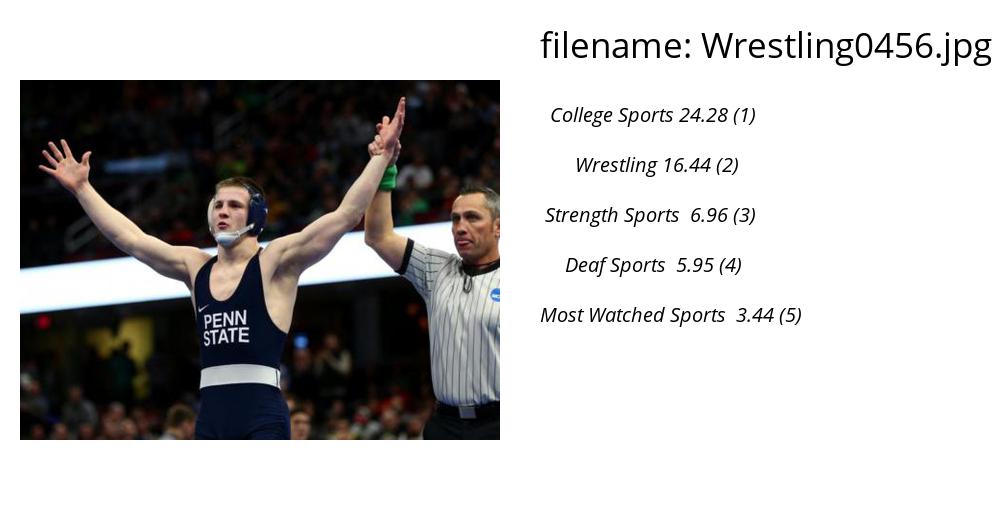 filename: Wrestling0456.jpg
College Sports 24.28 (1)
Wrestling 16.44 (2)
Strength Sports 6.96 (3)
Deaf Sports 5.95 (4)
Most Watched Sports 3.44 (5)
PENN
STATE